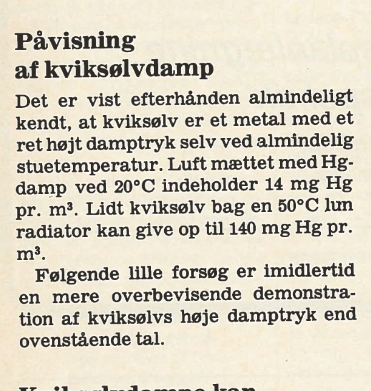 Påvisning
af kviksølvdamp
Det er vist efterhånden almindeligt
kendt, at kviksølv er et metal med et
ret højt damptryk selv ved almindelig
stuetemperatur. Luft mættet med Hg-
damp ved 20°C indeholder 14 mg Hg
pr. m³. Lidt kviksølv bag en 50°C lun
radiator kan give op til 140 mg Hg pr.
m³.
Følgende lille forsøg er imidlertid
en mere overbevisende demonstra-
tion af kviksølvs høje damptryk end
ovenstående tal.